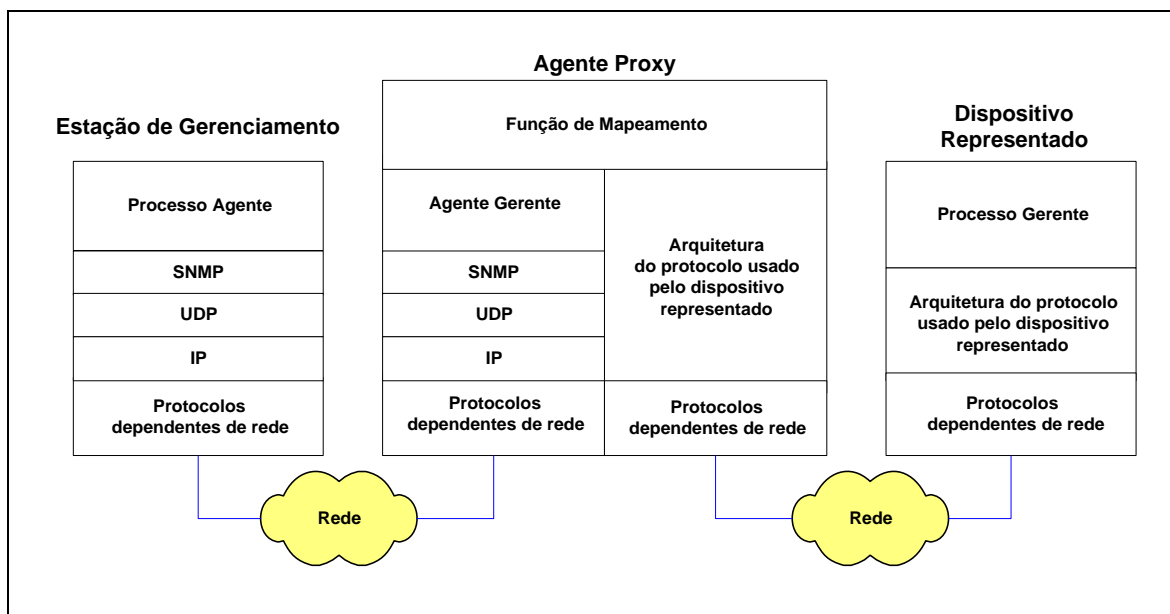 Agente Proxy
Estação de Gerenciamento
Dispositivo
Representado
Função de Mapeamento
Processo Agente
SNMP
UDP
IP
Protocolos
dependentes de rede
Agente Gerente
SNMP
UDP
IP
Protocolos
dependentes de rede
Arquitetura
do protocolo usado
pelo dispositivo
representado
Protocolos
dependentes de rede
Processo Gerente
Arquitetura do protocolo
usado pelo dispositivo
representado
Protocolos
dependentes de rede
Rede
Rede